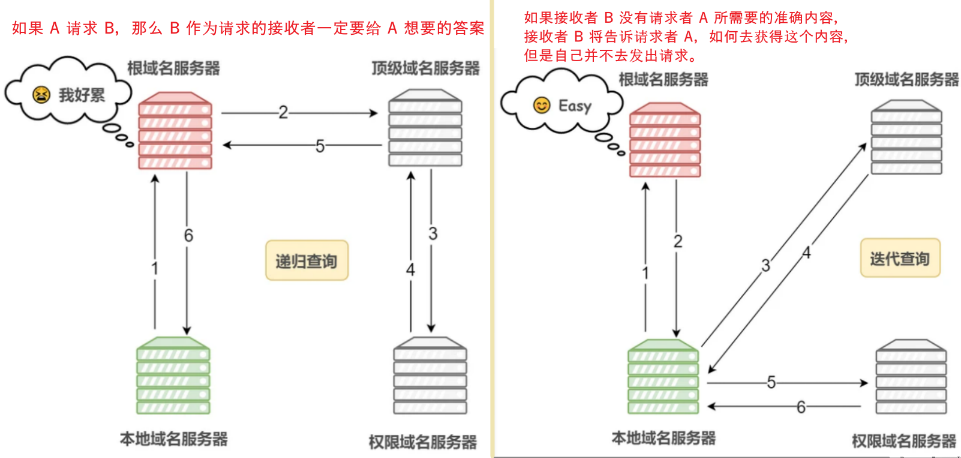 如果 A 请求 B，那么 B 作为请求的接收者一定要给 A 想要的答案
根域名服务器
顶级域名服务器
我好累
2
5
6
3
1
4
递归查询
本地域名服务器
权限域名服务器
如果接收者 B 没有请求者 A 所需要的准确内容，
接收者 B 将告诉请求者 A，如何去获得这个内容，
但是自己并不去发出请求。
根域名服务器
顶级域名服务器
Easy
2
1
3
4
迭代查询
5
6
本地域名服务器
权限域名服务器